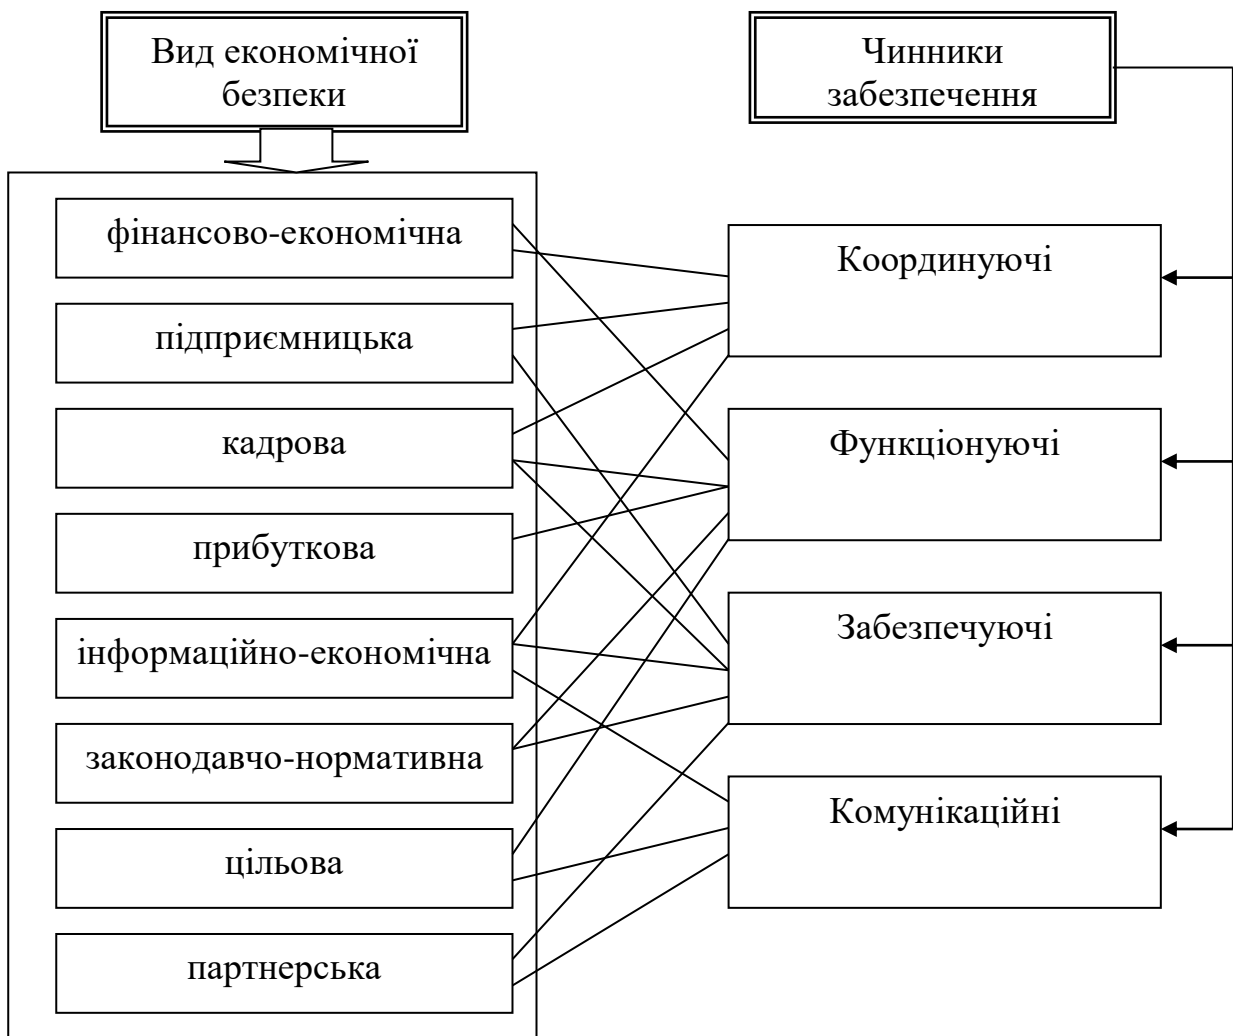 Вид економічної
безпеки
Чинники
забезпечення
фінансово-економічна
підприємницька
кадрова
прибуткова
інформаційно-економічна
законодавчо-нормативна
цільова
партнерська
Координуючі
Функціонуючі
Забезпечуючі
Комунікаційні